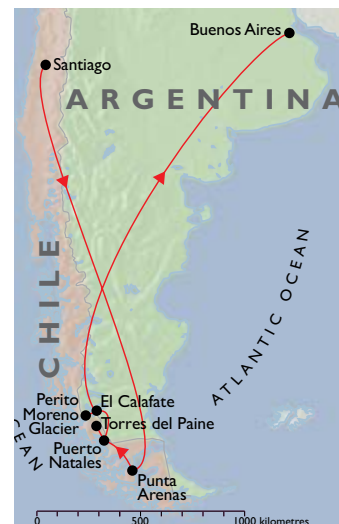 Buenos Aires
Santiago
ARGENTINA
CHILE
ATLANTIC OCEAN
Perito
Moreno
Glacier
El Calafate
Torres del Paine
CEAN
Puerto
Natales
Punta
Arenas
0 500 1000 kilometres